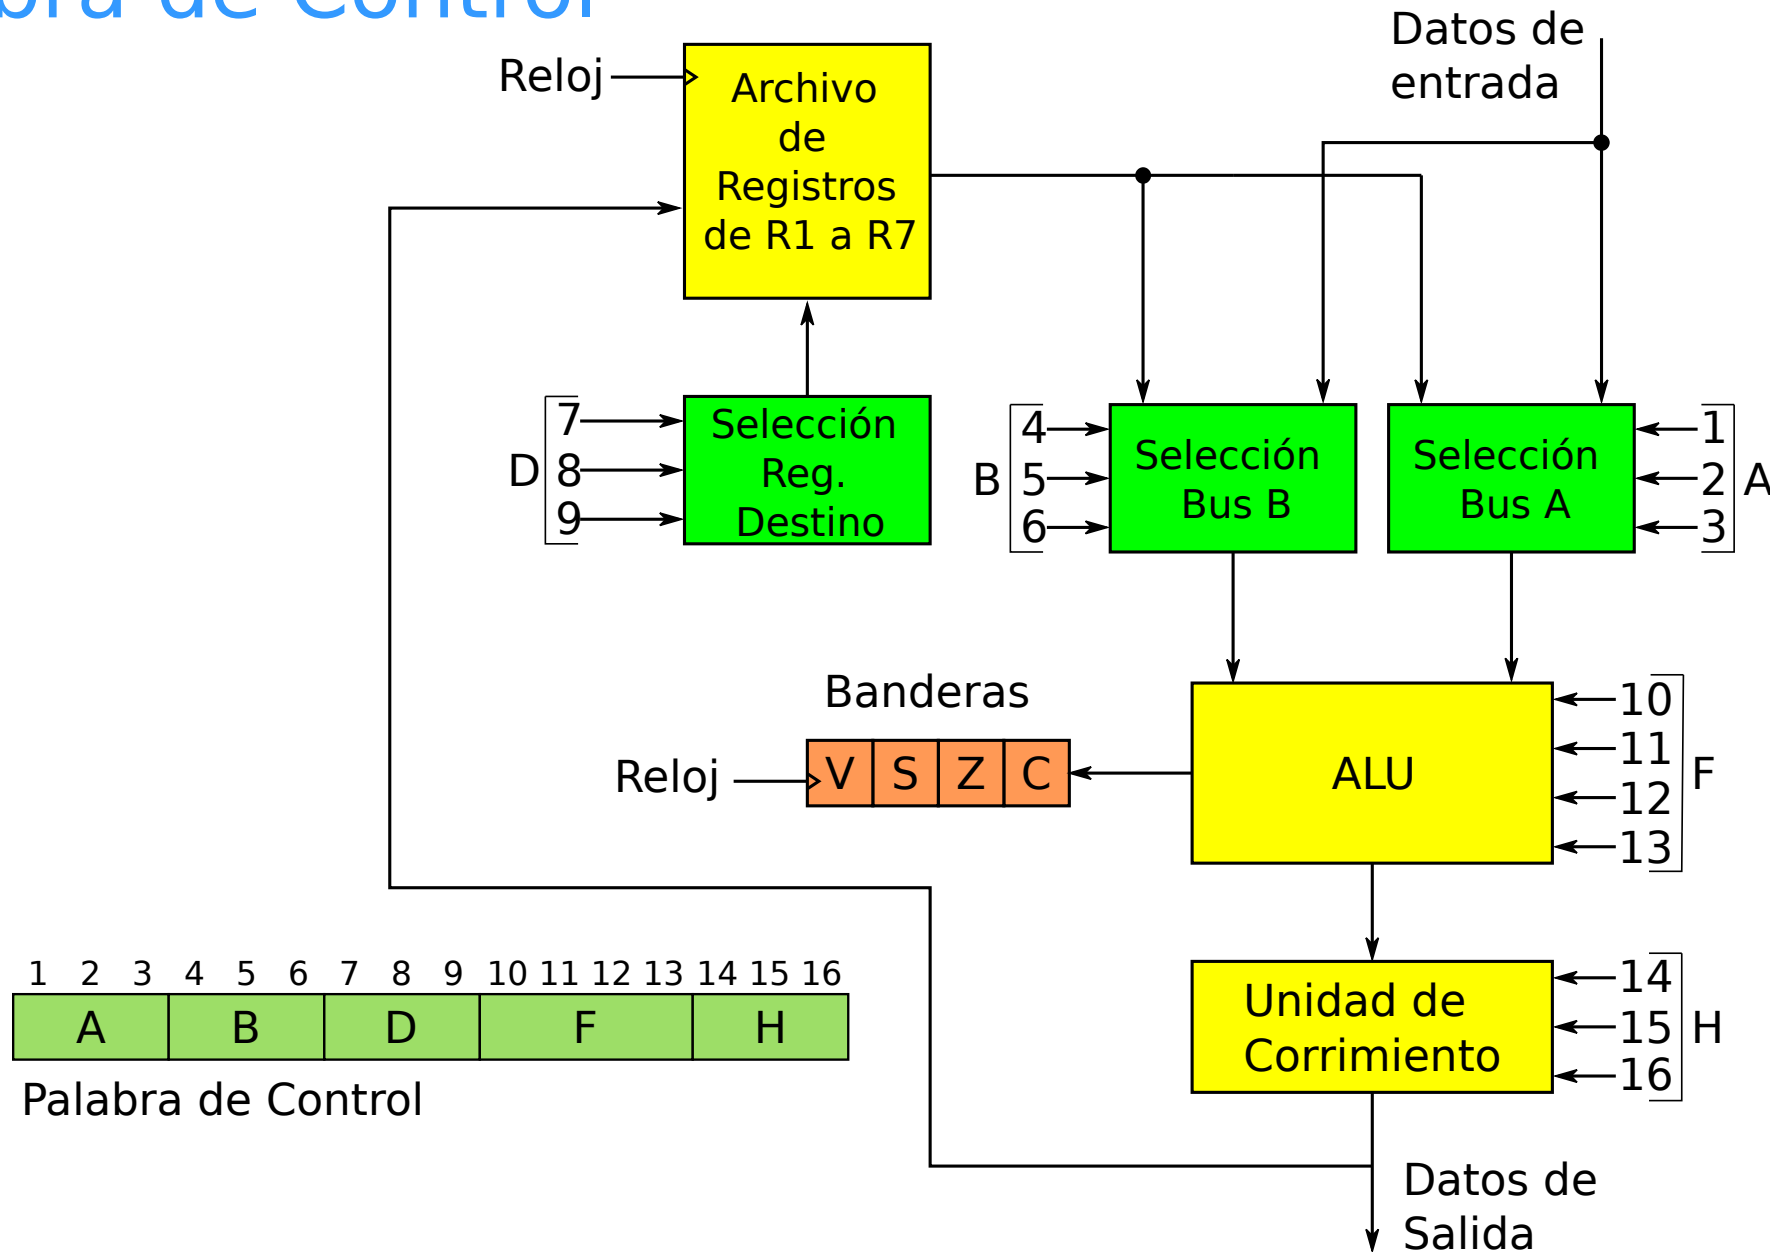 bra de Control
Datos de
entrada
Reloj
Archivo
de
Registros
de R1 a R7
D
7
8
9
Selección
Reg.
Destino
B
4
5
6
Selección
Bus B
Selección
Bus A
1
2
3
A
Banderas
Reloj
V S Z C
ALU
10
11
12
13
F
1 2 3 4 5 6 7 8 9 10 11 12 13 14 15 16
A B D F H
Palabra de Control
Unidad de
Corrimiento
14
15
16
H
Datos de
Salida